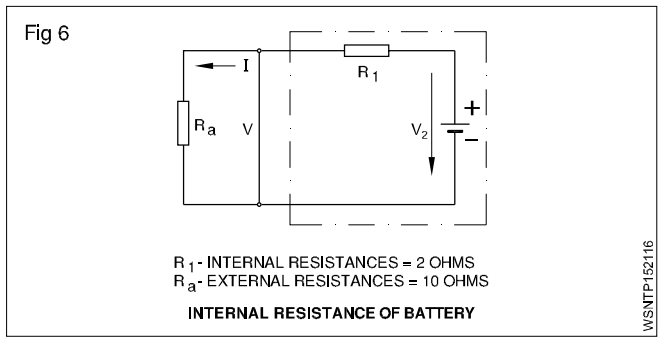 Fig 6
I
R1
Ra
V
V2
+
–
R1- INTERNAL RESISTANCES = 2 OHMS
Ra- EXTERNAL RESISTANCES = 10 OHMS
INTERNAL RESISTANCE OF BATTERY
WSNTP152116